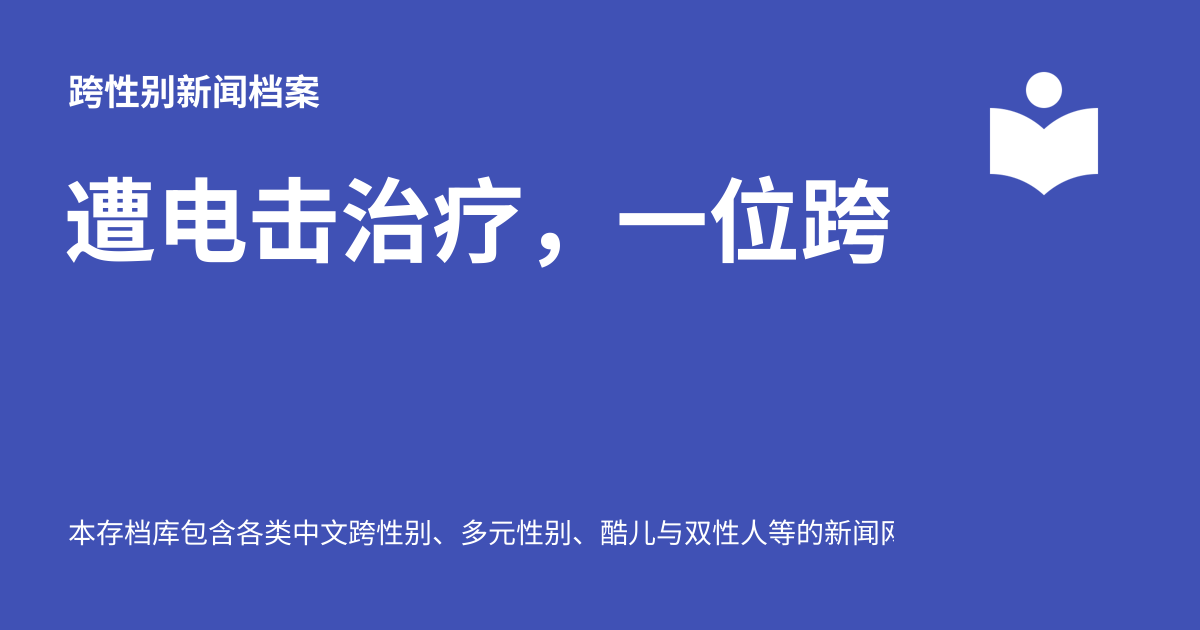 跨性别新闻档案
遭电击治疗，一位跨
本存档库包含各类中文跨性别、多元性别、酷儿与双性人等的新闻网